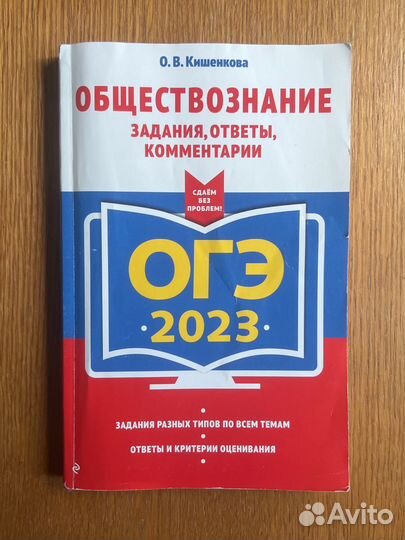 О. В. Кишенкова
ОБЩЕСТВОЗНАНИЕ
ЗАДАНИЯ, ОТВЕТЫ,
КОММЕНТАРИИ
СДАЁМ БЕЗ
ПРОБЛЕМ!
ОГЭ
·2023·
ЗАДАНИЯ РАЗНЫХ ТИПОВ ПО ВСЕМ ТЕМАМ
ОТВЕТЫ И КРИТЕРИИ ОЦЕНИВАНИЯ
Avito